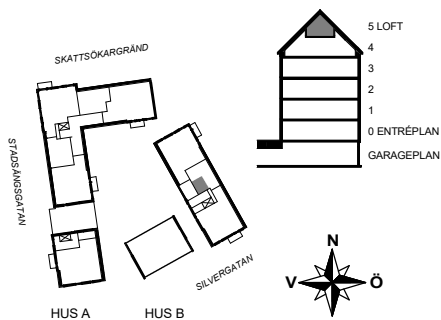 SKATTSÖKARGRÄND
STADSÄNGSGATAN
SILVERGATAN
HUS A
HUS B
5 LOFT
4
3
2
1
0 ENTRÉPLAN
GARAGEPLAN
N
V
Ö